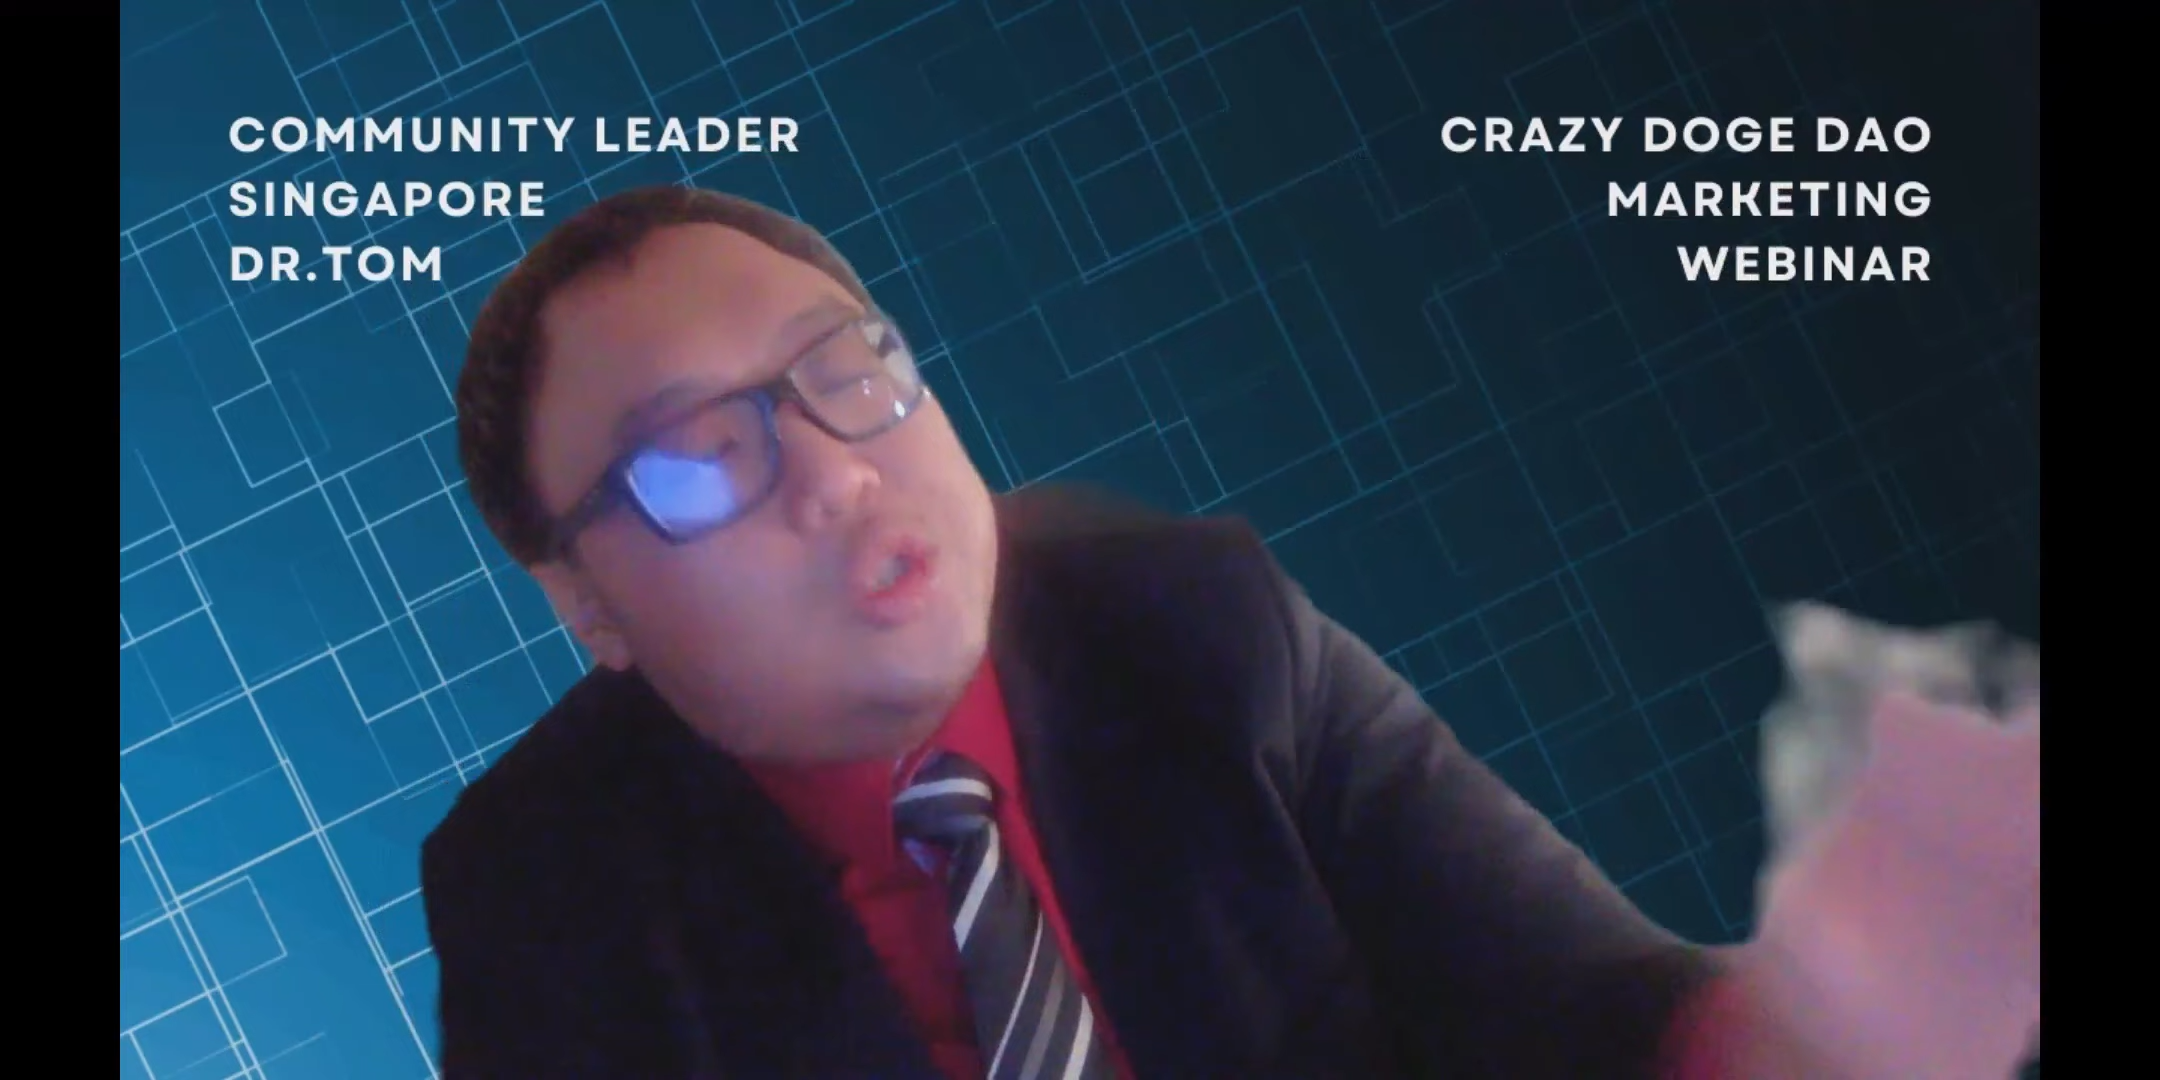 COMMUNITY LEADER
SINGAPORE
DR.TOM
CRAZY DOGE DAO
MARKETING
WEBINAR